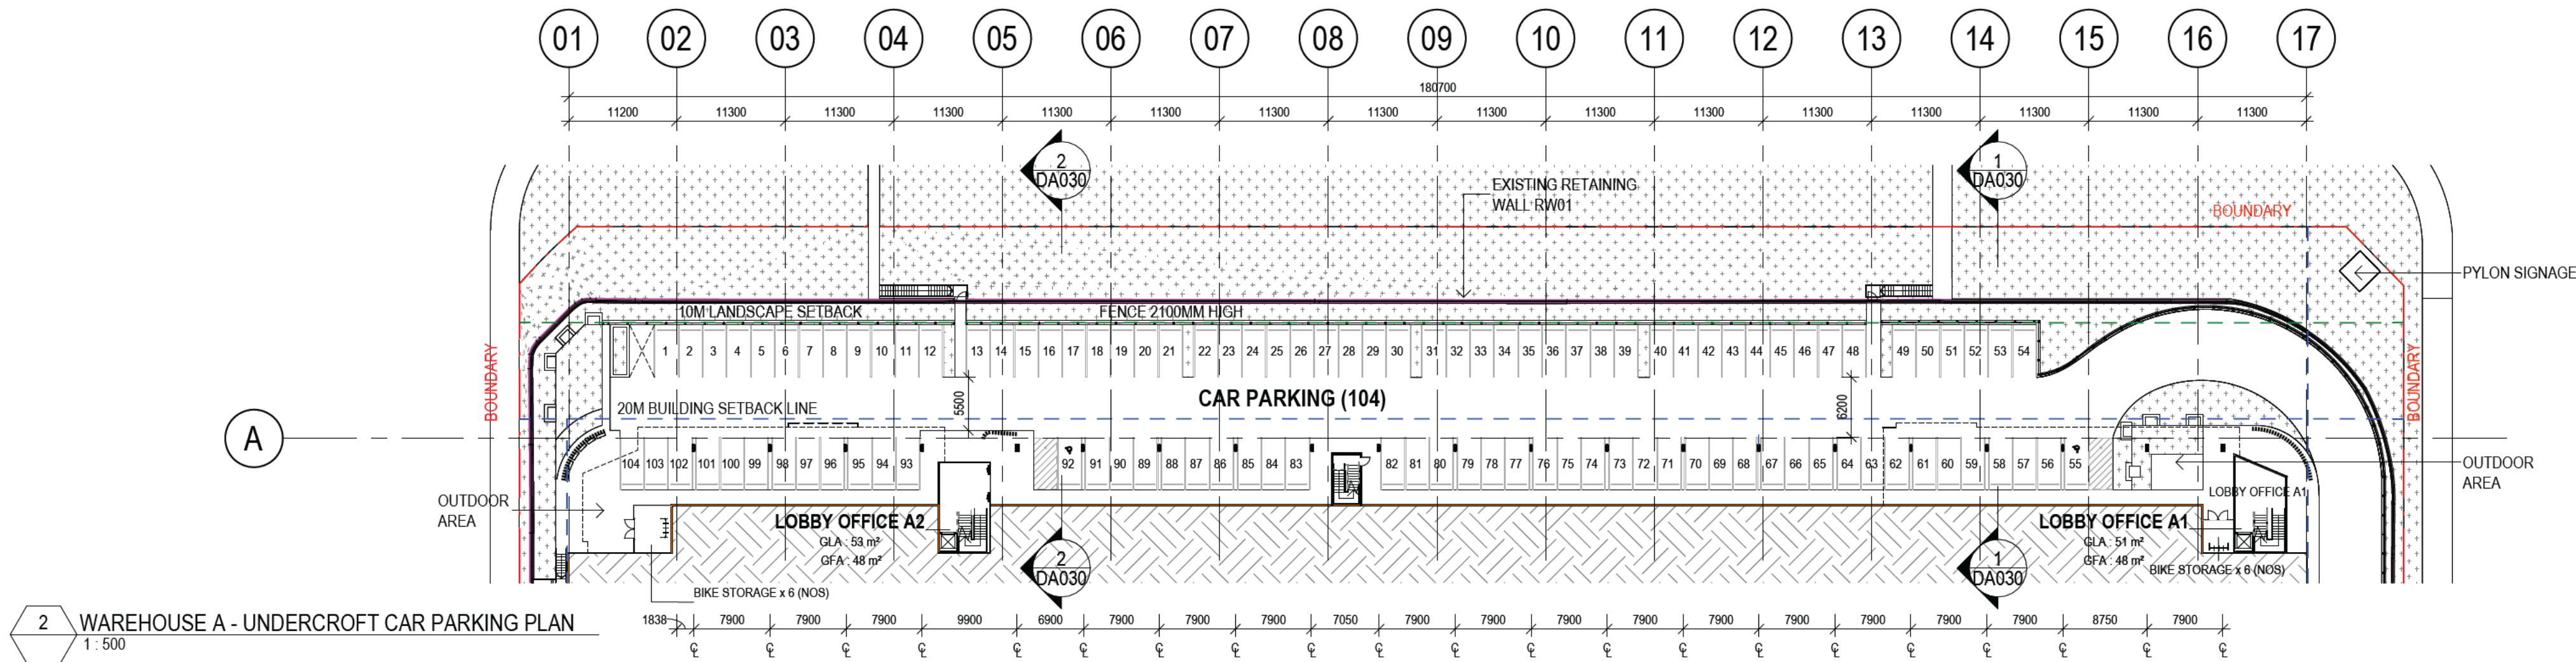 01 02 03 04 05 06 07 08 09 10 11 12 13 14 15 16 17
180700
11200 11300 11300 11300 11300 11300 11300 11300 11300 11300 11300 11300 11300 11300 11300 11300
2
DA030
1
DA030
EXISTING RETAINING
WALL RW01
BOUNDARY
PYLON SIGNAGE
10M LANDSCAPE SETBACK
FENCE 2100MM HIGH
BOUNDARY
BOUNDARY
1 2 3 4 5 6 7 8 9 10 11 12 13 14 15 16 17 18 19 20 21 22 23 24 25 26 27 28 29 30 31 32 33 34 35 36 37 38 39 40 41 42 43 44 45 46 47 48 49 50 51 52 53 54
5500
CAR PARKING (104)
6200
20M BUILDING SETBACK LINE
A
104 103 102 101 100 99 98 97 96 95 94 93 92 91 90 89 88 87 86 85 84 83 82 81 80 79 78 77 76 75 74 73 72 71 70 69 68 67 66 65 64 63 62 61 60 59 58 57 56 55
OUTDOOR
AREA
OUTDOOR
AREA
LOBBY OFFICE A1
LOBBY OFFICE A2
GLA : 53 m²
GFA : 48 m²
LOBBY OFFICE A1
GLA : 51 m²
GFA : 48 m²
2
DA030
1
DA030
BIKE STORAGE x 6 (NOS)
BIKE STORAGE x 6 (NOS)
2 WAREHOUSE A - UNDERCROFT CAR PARKING PLAN
1 : 500
1838 7900 7900 7900 9900 6900 7900 7900 7900 7050 7900 7900 7900 7900 7900 7900 7900 7900 7900 8750 7900